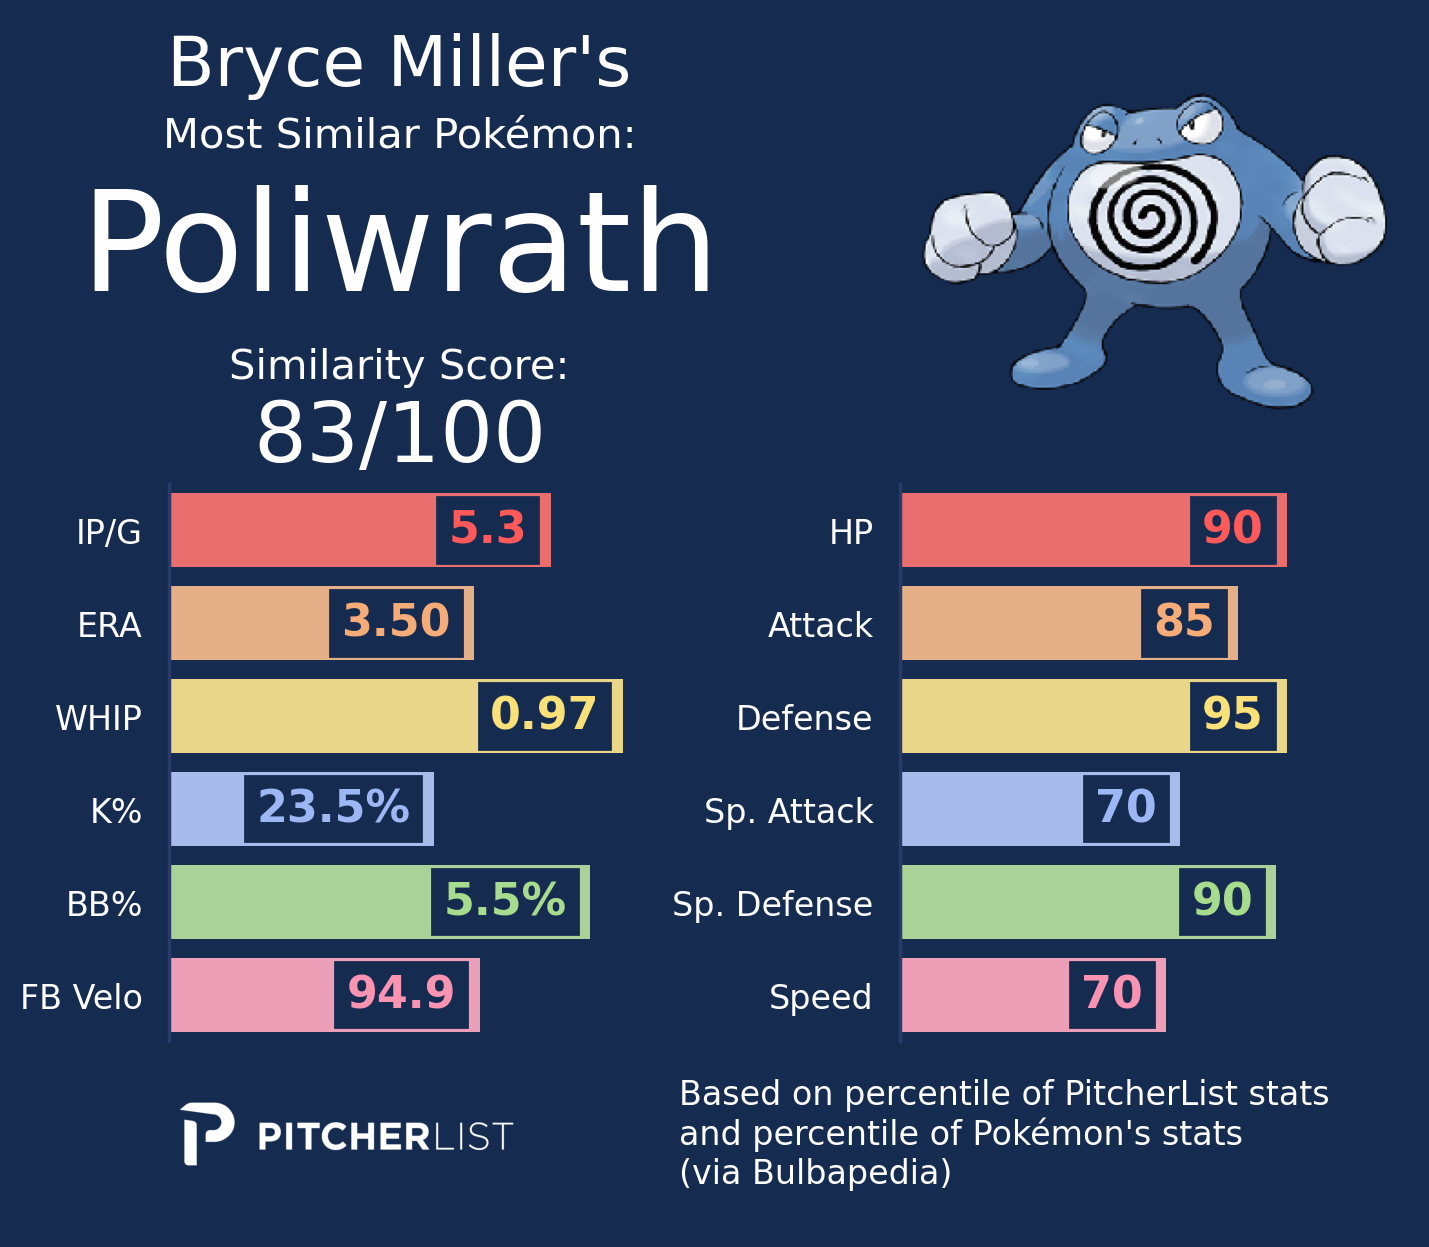 Bryce Miller's
Most Similar Pokémon:
Poliwrath
Similarity Score:
83/100
IP/G 5.3
ERA 3.50
WHIP 0.97
K% 23.5%
BB% 5.5%
FB Velo 94.9
HP 90
Attack 85
Defense 95
Sp. Attack 70
Sp. Defense 90
Speed 70
PITCHERLIST
Based on percentile of PitcherList stats
and percentile of Pokémon's stats
(via Bulbapedia)